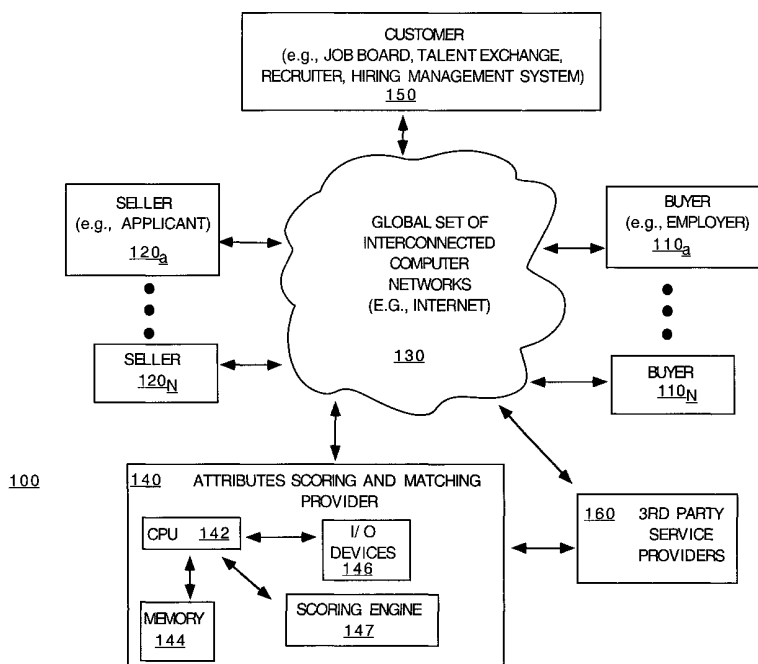 CUSTOMER
(e.g., JOB BOARD, TALENT EXCHANGE,
RECRUITER, HIRING MANAGEMENT SYSTEM)
150
SELLER
(e.g., APPLICANT)
120a
SELLER
120N
GLOBAL SET OF
INTERCONNECTED
COMPUTER
NETWORKS
(E.G., INTERNET)
130
BUYER
(e.g., EMPLOYER)
110a
BUYER
110N
100
140 ATTRIBUTES SCORING AND MATCHING
PROVIDER
CPU 142
I/O
DEVICES
146
MEMORY
144
SCORING ENGINE
147
160 3RD PARTY
SERVICE
PROVIDERS